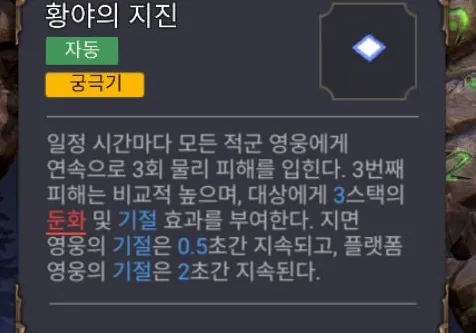 황야의 지진
자동
궁극기
일정 시간마다 모든 적군 영웅에게
연속으로 3회 물리 피해를 입힌다. 3번째
피해는 비교적 높으며, 대상에게 3스택의
둔화 및 기절 효과를 부여한다. 지면
영웅의 기절은 0.5초간 지속되고, 플랫폼
영웅의 기절은 2초간 지속된다.